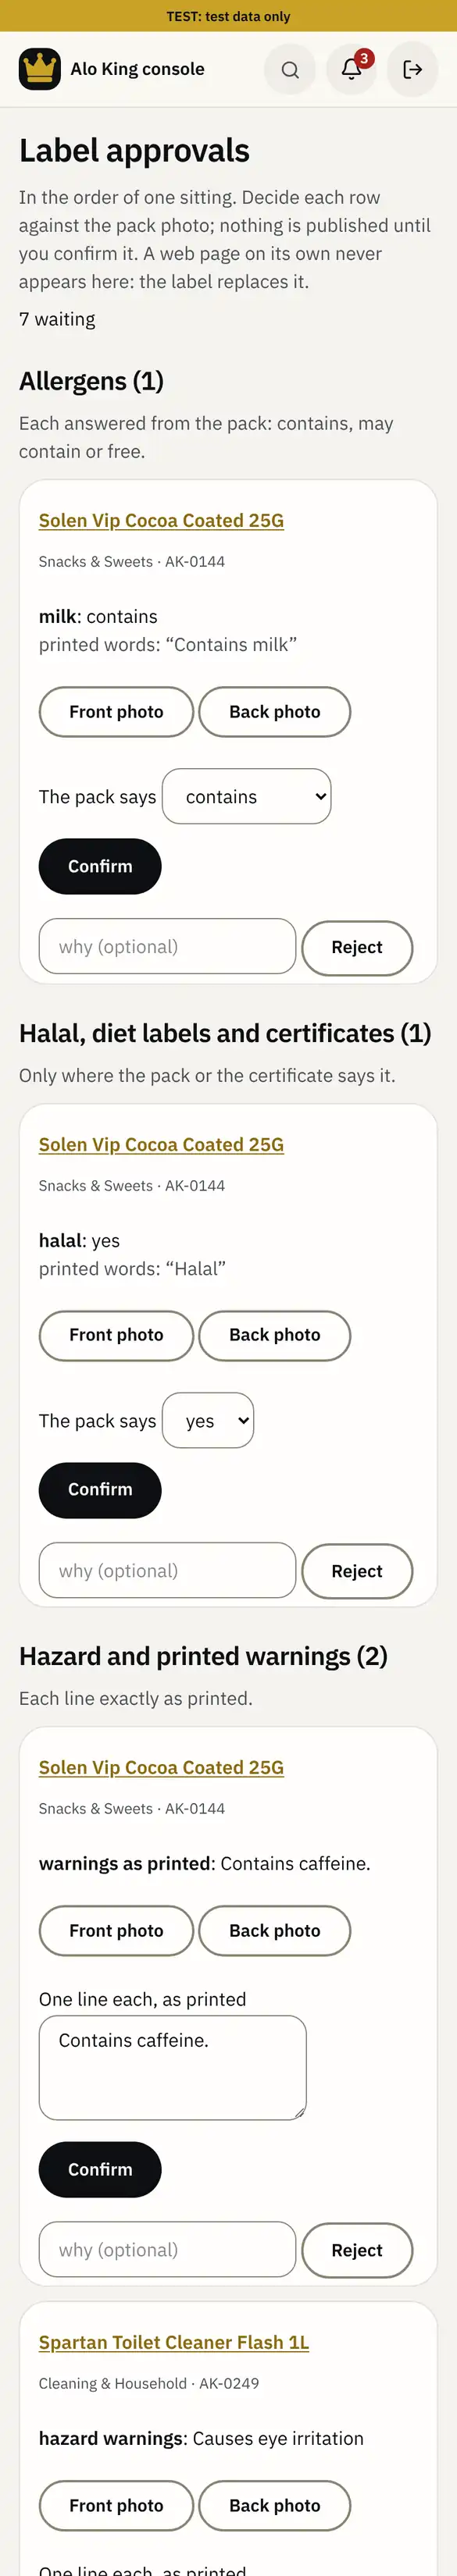 TEST: test data only
Alo King console
3
Label approvals
In the order of one sitting. Decide each row
against the pack photo; nothing is published until
you confirm it. A web page on its own never
appears here: the label replaces it.
7 waiting
Allergens (1)
Each answered from the pack: contains, may
contain or free.
Solen Vip Cocoa Coated 25G
Snacks & Sweets · AK-0144
milk: contains
printed words: “Contains milk”
Front photo Back photo
The pack says contains
Confirm
why (optional) Reject
Halal, diet labels and certificates (1)
Only where the pack or the certificate says it.
Solen Vip Cocoa Coated 25G
Snacks & Sweets · AK-0144
halal: yes
printed words: “Halal”
Front photo Back photo
The pack says yes
Confirm
why (optional) Reject
Hazard and printed warnings (2)
Each line exactly as printed.
Solen Vip Cocoa Coated 25G
Snacks & Sweets · AK-0144
warnings as printed: Contains caffeine.
Front photo Back photo
One line each, as printed
Contains caffeine.
Confirm
why (optional) Reject
Spartan Toilet Cleaner Flash 1L
Cleaning & Household · AK-0249
hazard warnings: Causes eye irritation
Front photo Back photo
One line each, as printed